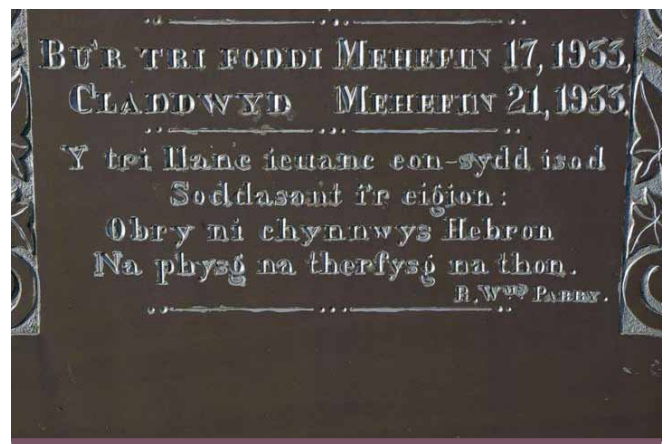 Bu'r tri foddi Mehefin 17, 1933,
Claddwyd Mehefin 21, 1933,
Y tri llanc ieuanc eon-sydd isod
Soddasant i'r eigion:
Obry ni chynnwys Hebron
Na physg na therfysg na thon.
R. Wms Parry.